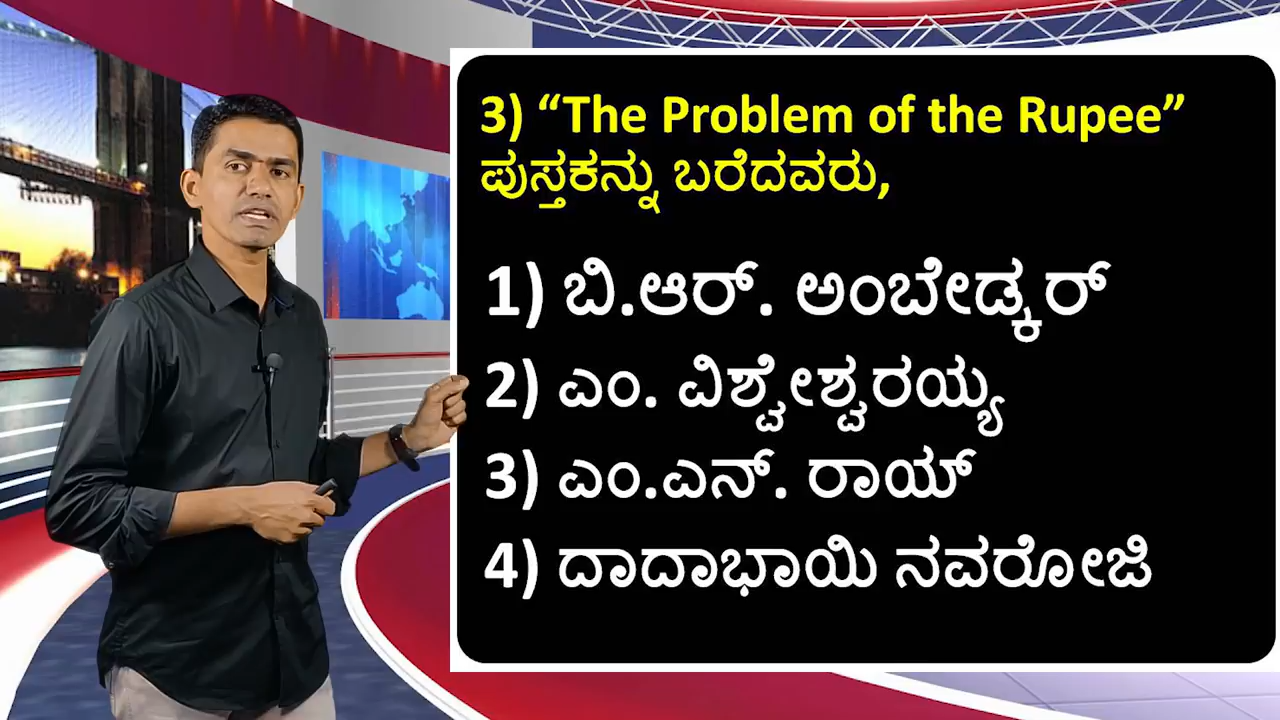 3) “The Problem of the Rupee”
ಪುಸ್ತಕನ್ನು ಬರೆದವರು,
1) ಬಿ.ಆರ್. ಅಂಬೇಡ್ಕರ್
2) ಎಂ. ವಿಶ್ವೇಶ್ವರಯ್ಯ
3) ಎಂ.ಎನ್. ರಾಯ್
4) ದಾದಾಭಾಯಿ ನವರೋಜಿ